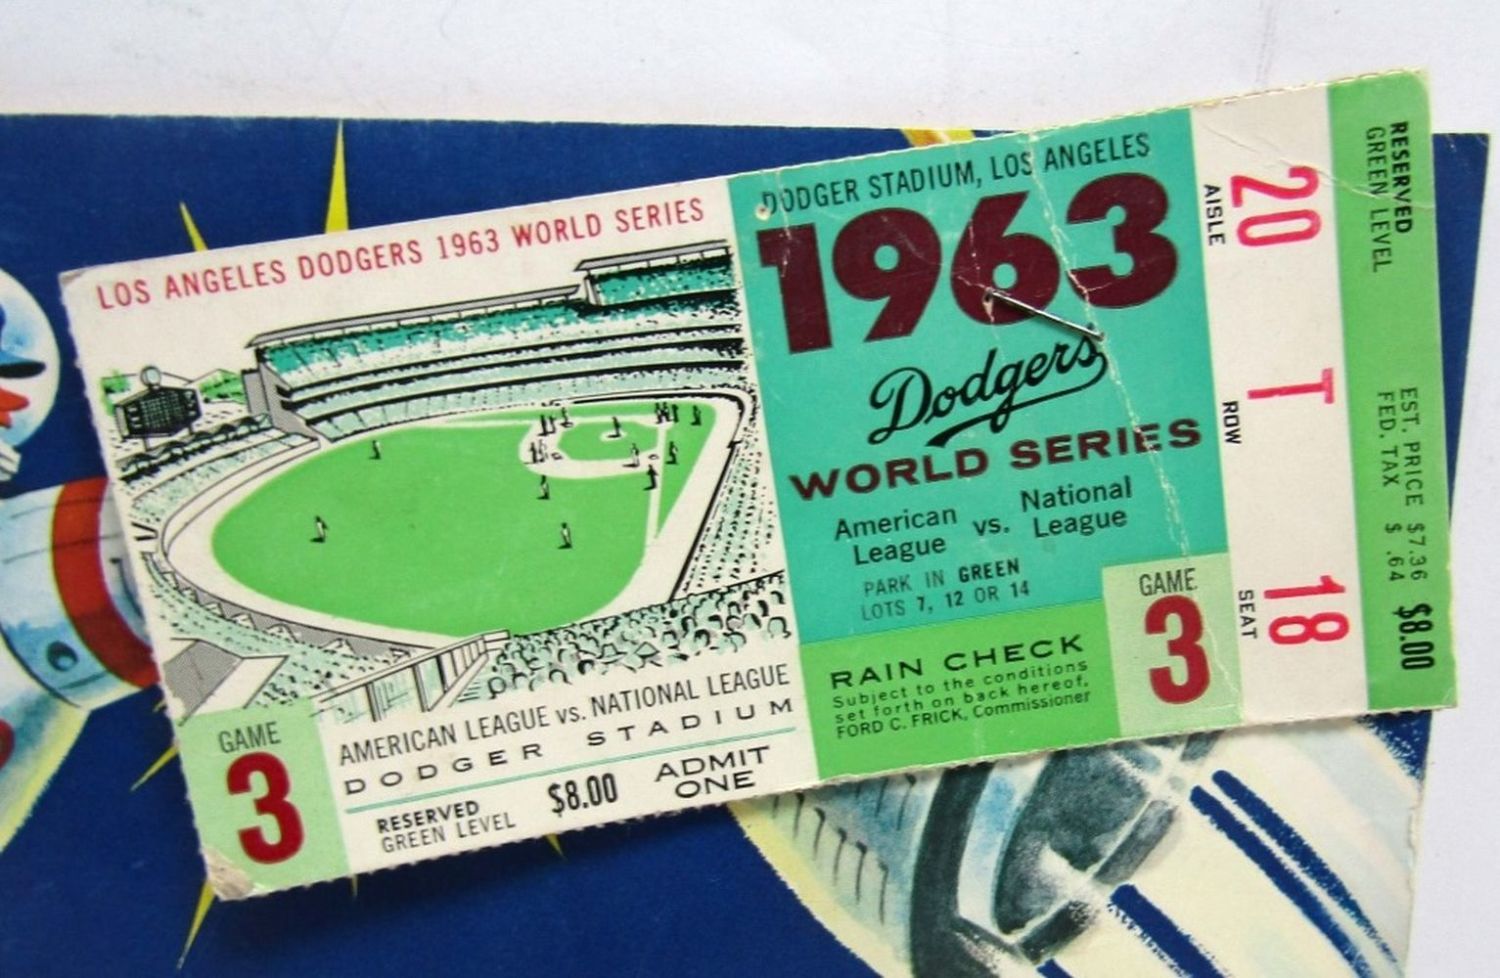 LOS ANGELES DODGERS 1963 WORLD SERIES
GAME
3
AMERICAN LEAGUE vs. NATIONAL LEAGUE
DODGER STADIUM
RESERVED
GREEN LEVEL
$8.00
ADMIT
ONE
DODGER STADIUM, LOS ANGELES
1963
Dodgers
WORLD SERIES
American
League
vs.
National
League
PARK IN GREEN
LOTS 7, 12 OR 14
RAIN CHECK
Subject to the conditions
set forth on back hereof.
FORD C. FRICK, Commissioner
GAME
3
20
AISLE
T
ROW
18
SEAT
RESERVED
GREEN LEVEL
EST. PRICE $7.36
FED. TAX $ .64
$8.00